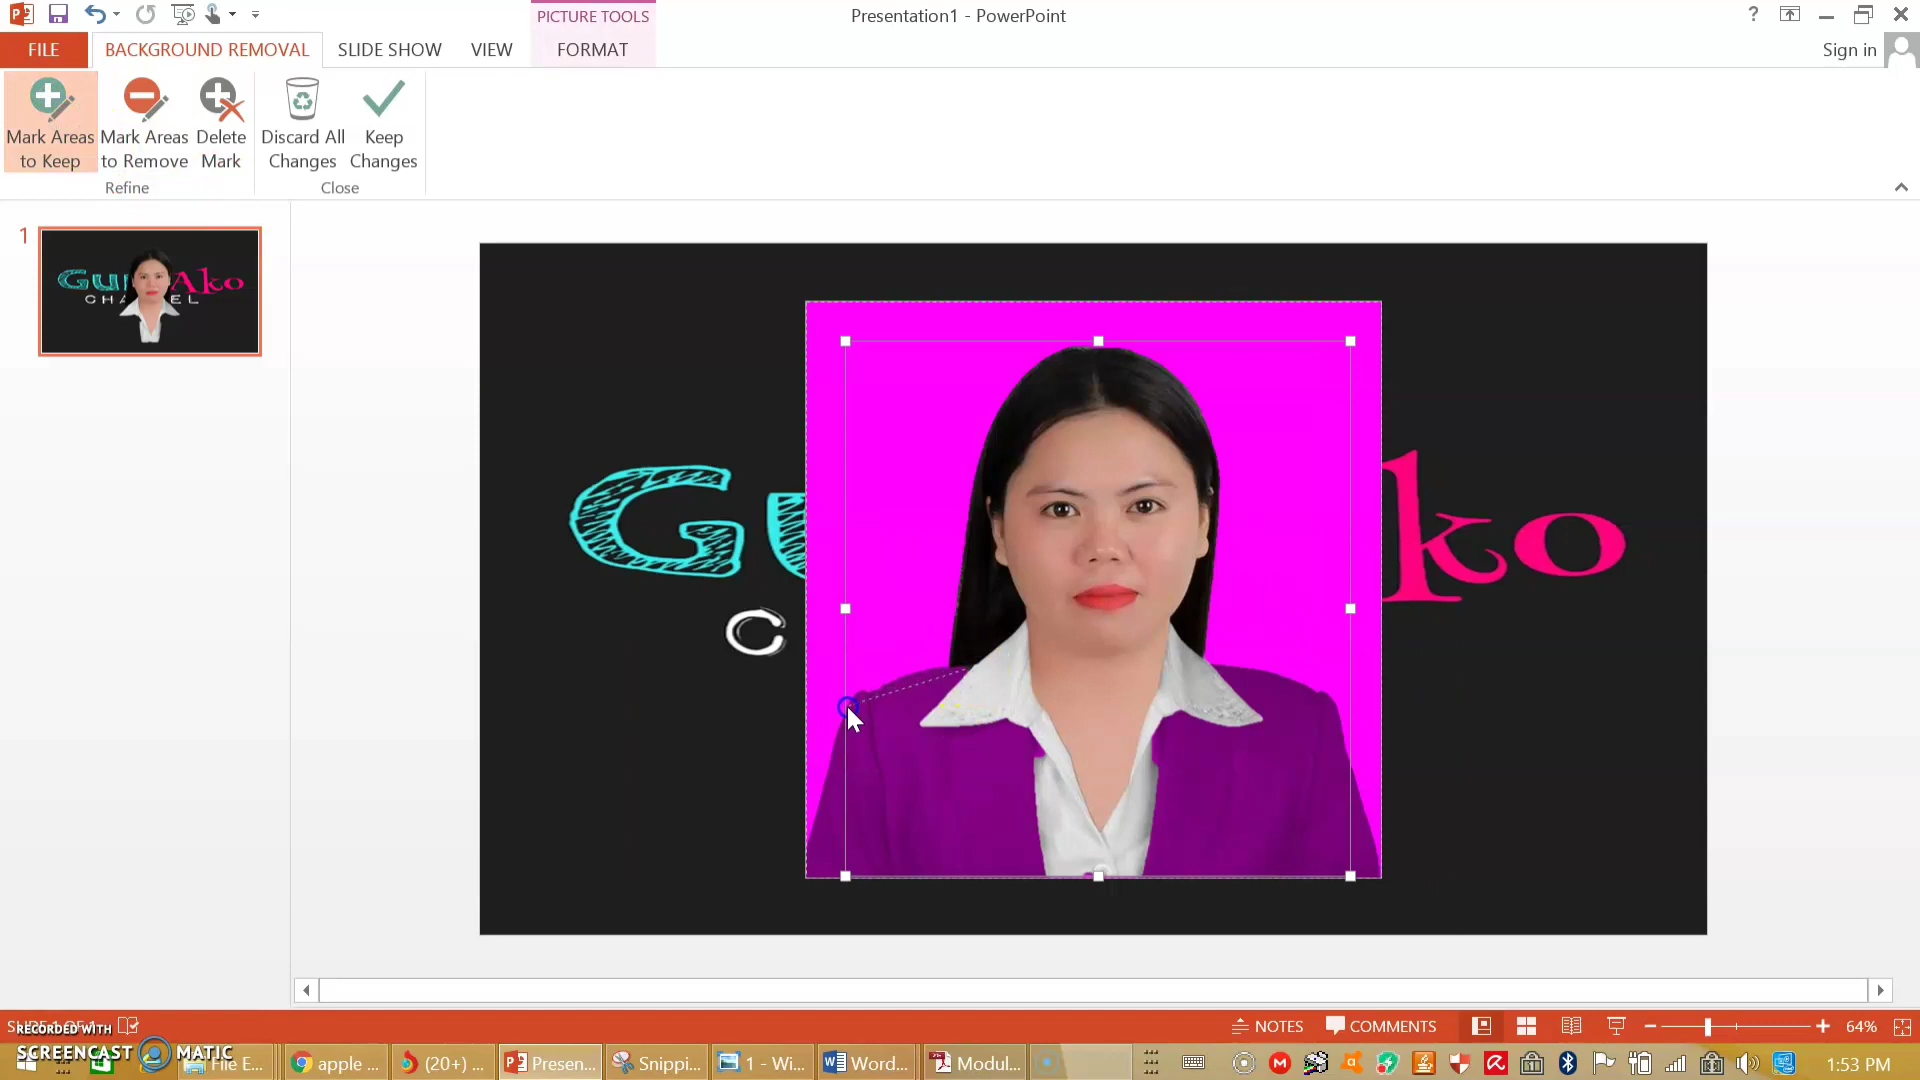 PICTURE TOOLS
Presentation1 - PowerPoint
?
FILE
BACKGROUND REMOVAL
SLIDE SHOW
VIEW
FORMAT
Sign in
Mark Areas to Keep
Mark Areas to Remove
Delete Mark
Discard All Changes
Keep Changes
Refine
Close
1
Gu
ko
C
RECORDED WITH
SCREENCAST MATIC
NOTES
COMMENTS
64%
File E...
apple ...
(20+) ...
Presen...
Snippi...
1 - Wi...
Word...
Modul...
1:53 PM